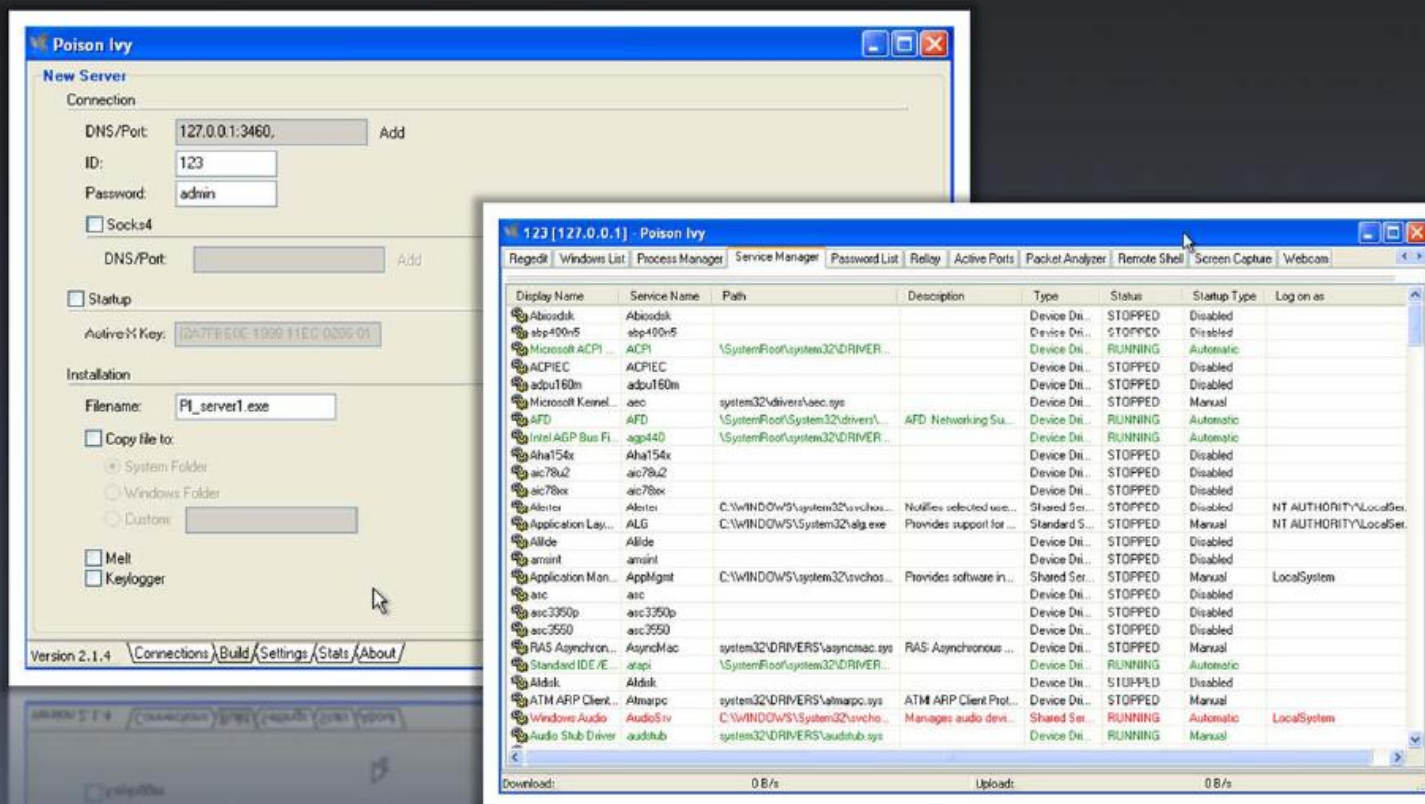 Poison Ivy
New Server
Connection
DNS/Port: 127.0.0.1:3460, Add
ID: 123
Password: admin
Socks4
DNS/Port: Add
Startup
ActiveX Key:
Installation
Filename: PI_server1.exe
Copy file to:
System Folder
Windows Folder
Custom:
Melt
Keylogger
Version 2.1.4 Connections Build Settings Stats About
123 [127.0.0.1] - Poison Ivy
Regedit Windows List Process Manager Service Manager Password List Rellay Active Ports Packet Analyzer Remote Shell Screen Capture Webcam
Display Name Service Name Path Description Type Status Startup Type Log on as
Abiosdsk Abiosdsk Device Dri... STOPPED Disabled
abp480n5 abp480n5 Device Dri... STOPPED Disabled
Microsoft ACPI ... ACPI \SystemRoot\system32\DRIVER... Device Dri... RUNNING Automatic
ACPIEC ACPIEC Device Dri... STOPPED Disabled
adpu160m adpu160m Device Dri... STOPPED Disabled
Microsoft Kernel... aec system32\drivers\aec.sys Device Dri... STOPPED Manual
AFD AFD \SystemRoot\System32\drivers\... AFD Networking Su... Device Dri... RUNNING Automatic
Intel AGP Bus Fi... agp440 \SystemRoot\system32\DRIVER... Device Dri... RUNNING Automatic
Aha154x Aha154x Device Dri... STOPPED Disabled
aic78u2 aic78u2 Device Dri... STOPPED Disabled
aic78xx aic78xx Device Dri... STOPPED Disabled
Alerter Alerter C:\WINDOWS\system32\svchos... Notifies selected use... Shared Ser... STOPPED Disabled NT AUTHORITY\LocalSer.
Application Lay... ALG C:\WINDOWS\System32\alg.exe Provides support for ... Standard S... STOPPED Manual NT AUTHORITY\LocalSer.
AliIde AliIde Device Dri... STOPPED Disabled
amsint amsint Device Dri... STOPPED Disabled
Application Man... AppMgmt C:\WINDOWS\system32\svchos... Provides software in... Shared Ser... STOPPED Manual LocalSystem
asc asc Device Dri... STOPPED Disabled
asc3350p asc3350p Device Dri... STOPPED Disabled
asc3550 asc3550 Device Dri... STOPPED Disabled
RAS Asynchron... AsyncMac system32\DRIVERS\asyncmac.sys RAS Asynchronous ... Device Dri... STOPPED Manual
Standard IDE/E... atapi \SystemRoot\system32\DRIVER... Device Dri... RUNNING Automatic
Atdisk Atdisk Device Dri... STOPPED Disabled
ATM ARP Client... Atmarpc system32\DRIVERS\atmarpc.sys ATM ARP Client Prot... Device Dri... STOPPED Manual
Windows Audio AudioSrv C:\WINDOWS\System32\svcho... Manages audio devi... Shared Ser... RUNNING Automatic LocalSystem
Audio Stub Driver audstub system32\DRIVERS\audstub.sys Device Dri... RUNNING Manual
Download: 0 B/s Upload: 0 B/s